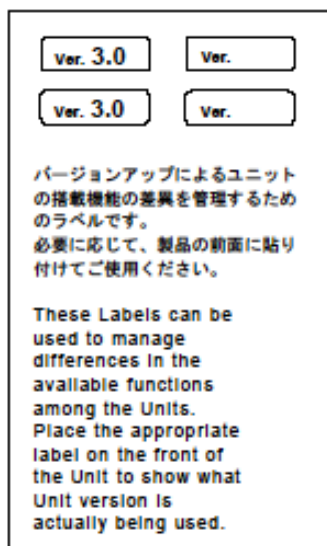 Ver. 3.0
Ver.
Ver. 3.0
Ver.
バージョンアップによるユニット
の搭載機能の差異を管理するため
のラベルです。
必要に応じて、製品の前面に貼り
付けてご使用ください。
These Labels can be
used to manage
differences in the
available functions
among the Units.
Place the appropriate
label on the front of
the Unit to show what
Unit version is
actually being used.